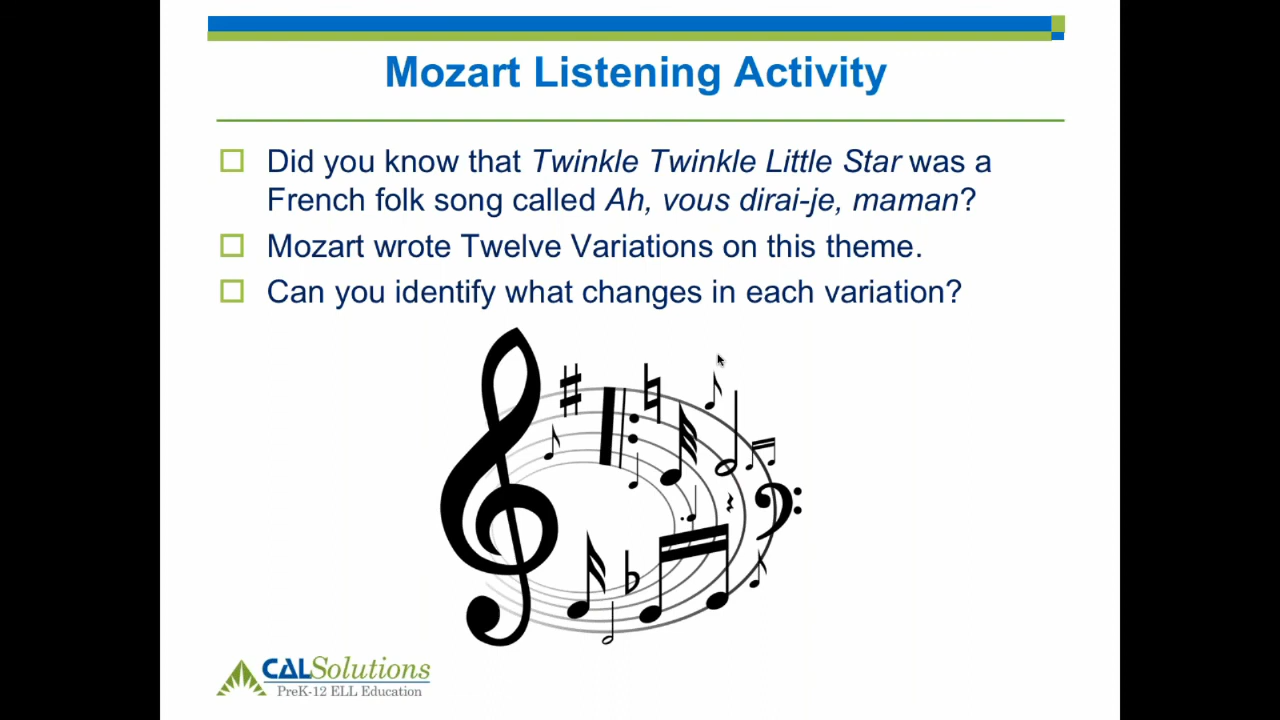 Mozart Listening Activity
Did you know that Twinkle Twinkle Little Star was a
French folk song called Ah, vous dirai-je, maman?
Mozart wrote Twelve Variations on this theme.
Can you identify what changes in each variation?
CALSolutions
PreK-12 ELL Education